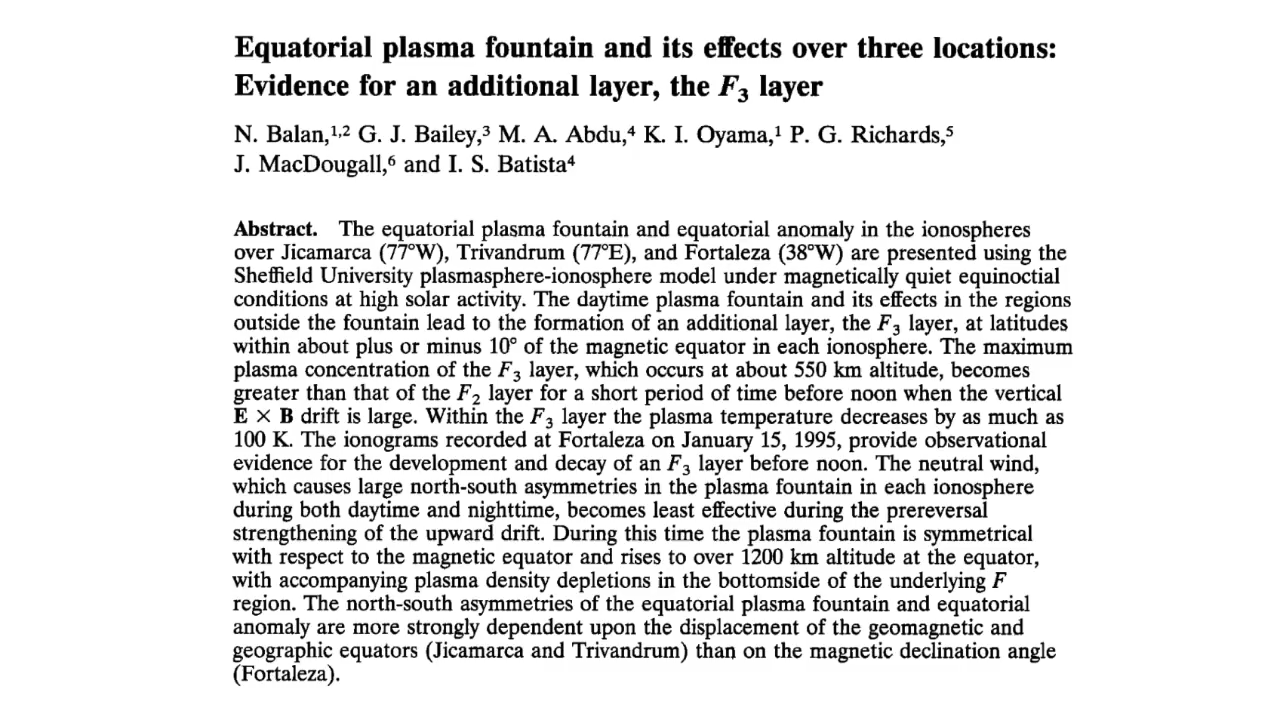 Equatorial plasma fountain and its effects over three locations:
Evidence for an additional layer, the F₃ layer
N. Balan,¹,² G. J. Bailey,³ M. A. Abdu,⁴ K. I. Oyama,¹ P. G. Richards,⁵
J. MacDougall,⁶ and I. S. Batista⁴
Abstract. The equatorial plasma fountain and equatorial anomaly in the ionospheres
over Jicamarca (77°W), Trivandrum (77°E), and Fortaleza (38°W) are presented using the
Sheffield University plasmasphere-ionosphere model under magnetically quiet equinoctial
conditions at high solar activity. The daytime plasma fountain and its effects in the regions
outside the fountain lead to the formation of an additional layer, the F₃ layer, at latitudes
within about plus or minus 10° of the magnetic equator in each ionosphere. The maximum
plasma concentration of the F₃ layer, which occurs at about 550 km altitude, becomes
greater than that of the F₂ layer for a short period of time before noon when the vertical
E × B drift is large. Within the F₃ layer the plasma temperature decreases by as much as
100 K. The ionograms recorded at Fortaleza on January 15, 1995, provide observational
evidence for the development and decay of an F₃ layer before noon. The neutral wind,
which causes large north-south asymmetries in the plasma fountain in each ionosphere
during both daytime and nighttime, becomes least effective during the prereversal
strengthening of the upward drift. During this time the plasma fountain is symmetrical
with respect to the magnetic equator and rises to over 1200 km altitude at the equator,
with accompanying plasma density depletions in the bottomside of the underlying F
region. The north-south asymmetries of the equatorial plasma fountain and equatorial
anomaly are more strongly dependent upon the displacement of the geomagnetic and
geographic equators (Jicamarca and Trivandrum) than on the magnetic declination angle
(Fortaleza).